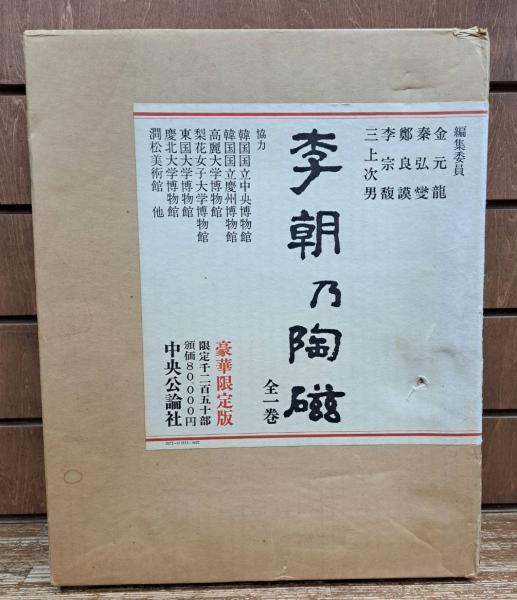 編集委員
金元龍
秦弘燮
鄭良謨
李宗馥
三上次男
李朝乃陶磁
全一巻
協力
韓国国立中央博物館
韓国国立慶州博物館
高麗大学博物館
梨花女子大学博物館
東国大学博物館
慶北大学博物館
澗松美術館 他
豪華限定版
限定千二百五十部
頒価80000円
中央公論社